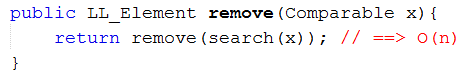 public LL_Element remove(Comparable x){
    return remove(search(x)); // ==> O(n)
}